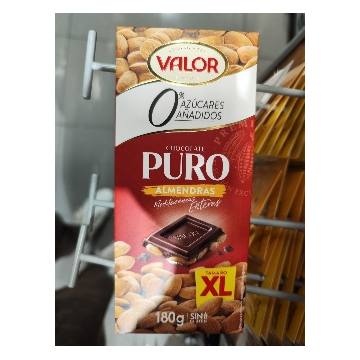 VALOR
0%
AZÚCARES
AÑADIDOS
CHOCOLATE
PURO
ALMENDRAS
Mediterráneas
Enteras
TAMAÑO
XL
180g
SIN